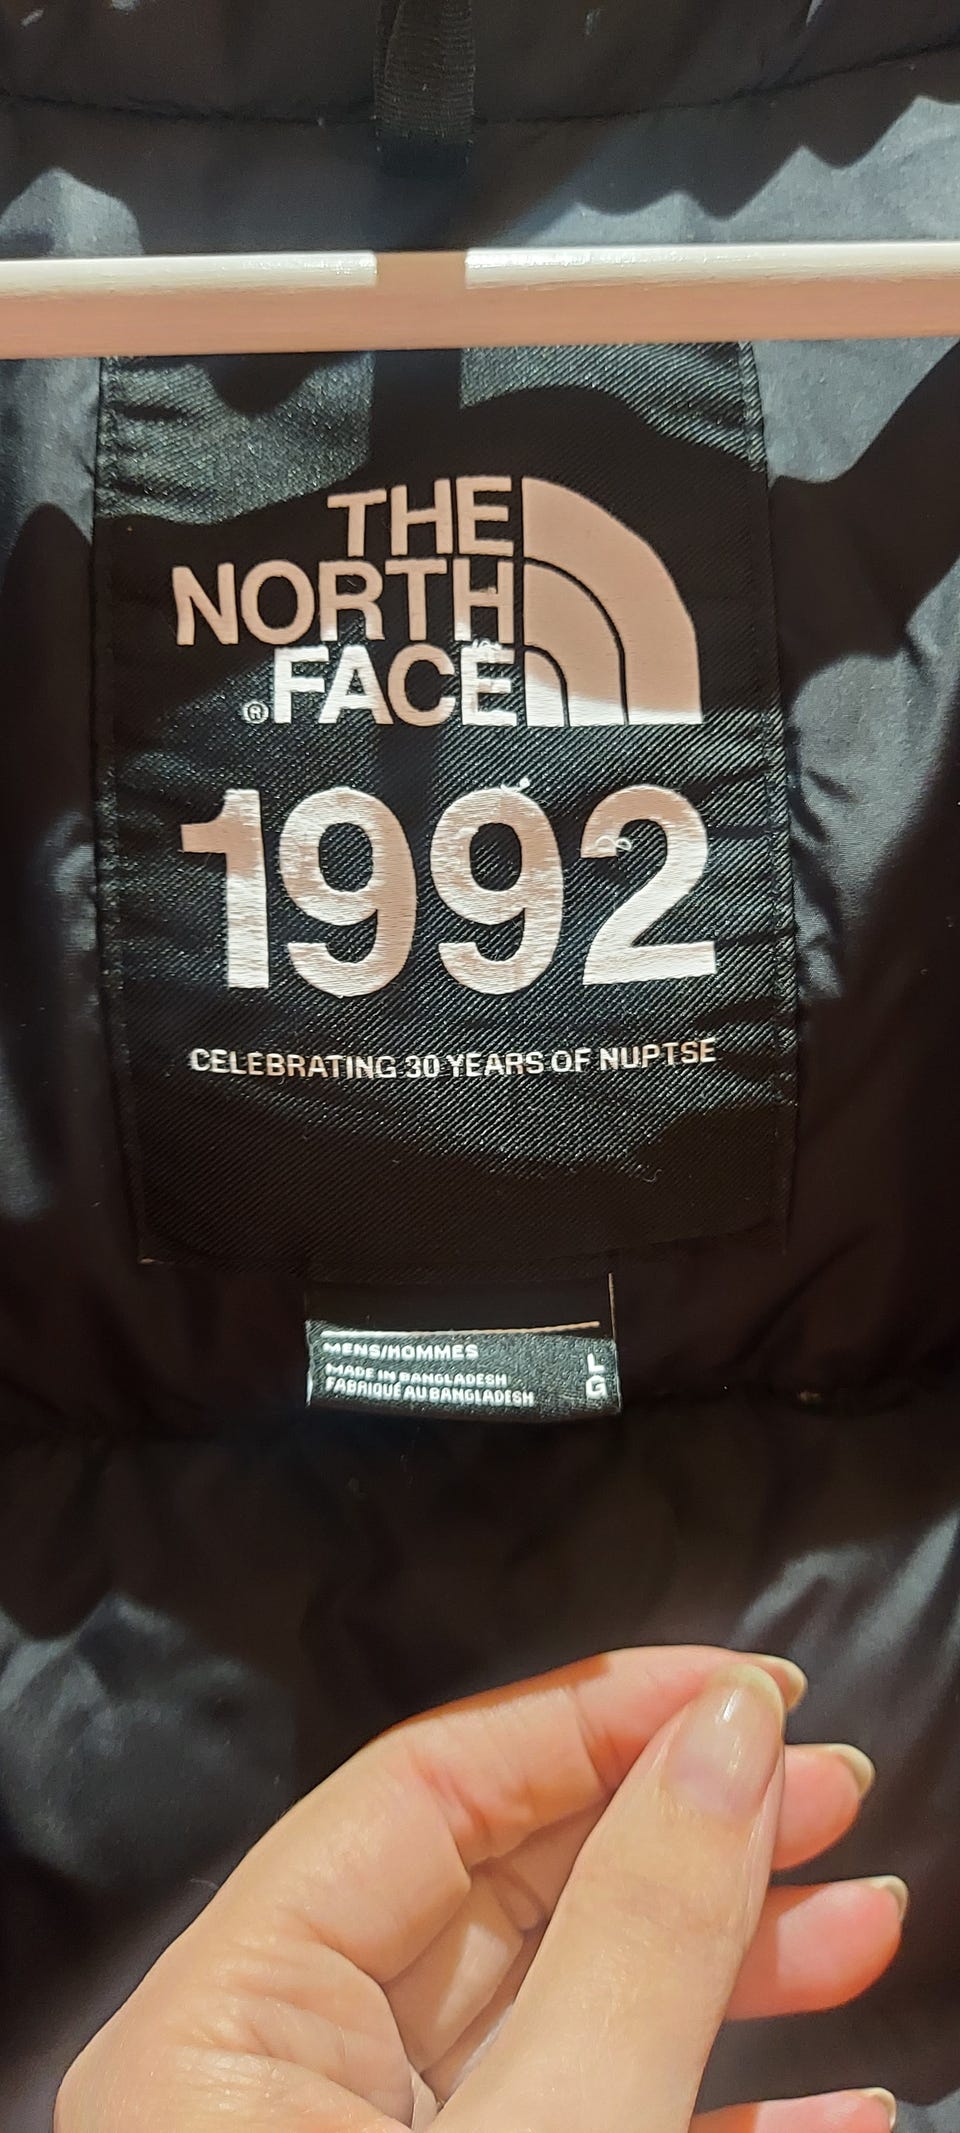 THE
NORTH
®FACE
1992
CELEBRATING 30 YEARS OF NUPTSE
MENS/HOMMES L
MADE IN BANGLADESH
FABRIQUÉ AU BANGLADESH G